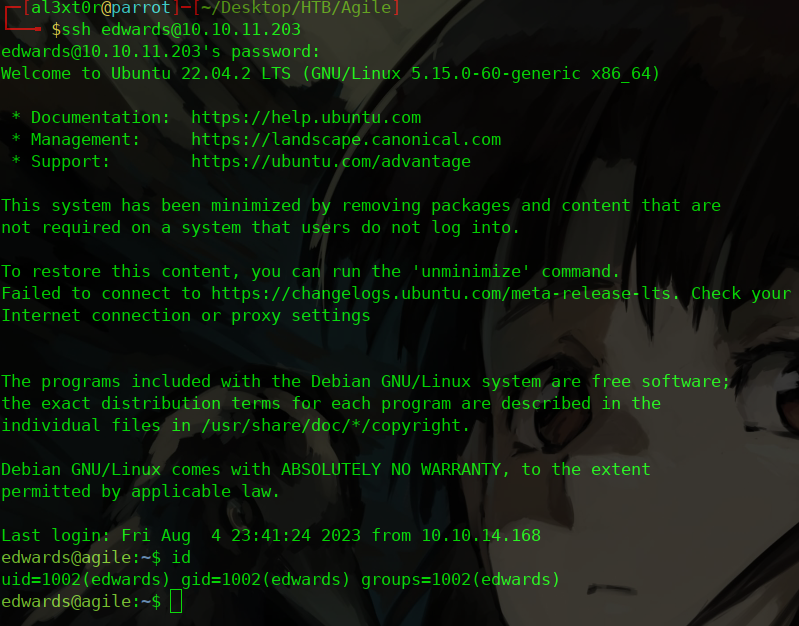 ┌─[al3xt0r@parrot]─[~/Desktop/HTB/Agile]
└──╼ $ssh edwards@10.10.11.203
edwards@10.10.11.203's password:
Welcome to Ubuntu 22.04.2 LTS (GNU/Linux 5.15.0-60-generic x86_64)
 * Documentation:  https://help.ubuntu.com
 * Management:     https://landscape.canonical.com
 * Support:        https://ubuntu.com/advantage
This system has been minimized by removing packages and content that are
not required on a system that users do not log into.
To restore this content, you can run the 'unminimize' command.
Failed to connect to https://changelogs.ubuntu.com/meta-release-lts. Check your
Internet connection or proxy settings
The programs included with the Debian GNU/Linux system are free software;
the exact distribution terms for each program are described in the
individual files in /usr/share/doc/*/copyright.
Debian GNU/Linux comes with ABSOLUTELY NO WARRANTY, to the extent
permitted by applicable law.
Last login: Fri Aug  4 23:41:24 2023 from 10.10.14.168
edwards@agile:~$ id
uid=1002(edwards) gid=1002(edwards) groups=1002(edwards)
edwards@agile:~$